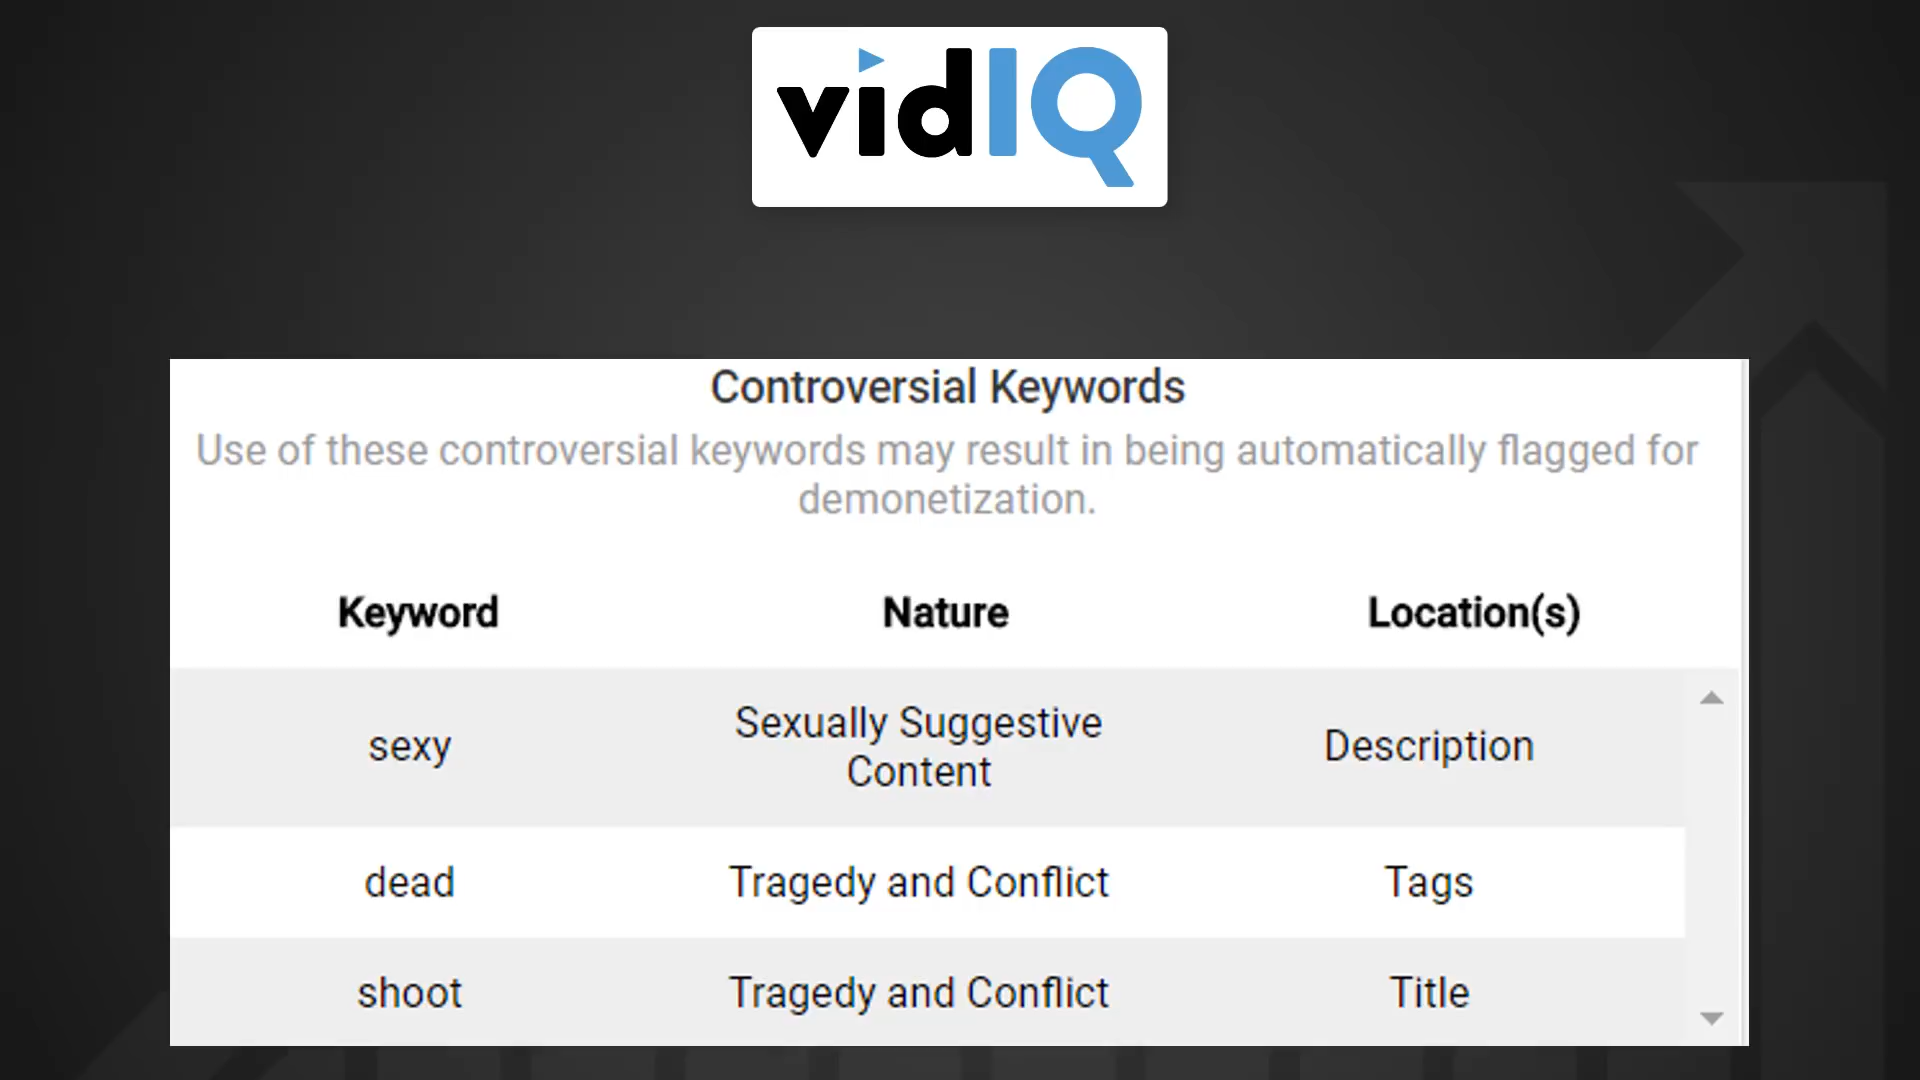 vidIQ
Controversial Keywords
Use of these controversial keywords may result in being automatically flagged for
demonetization.
Keyword Nature Location(s)
sexy Sexually Suggestive Content Description
dead Tragedy and Conflict Tags
shoot Tragedy and Conflict Title